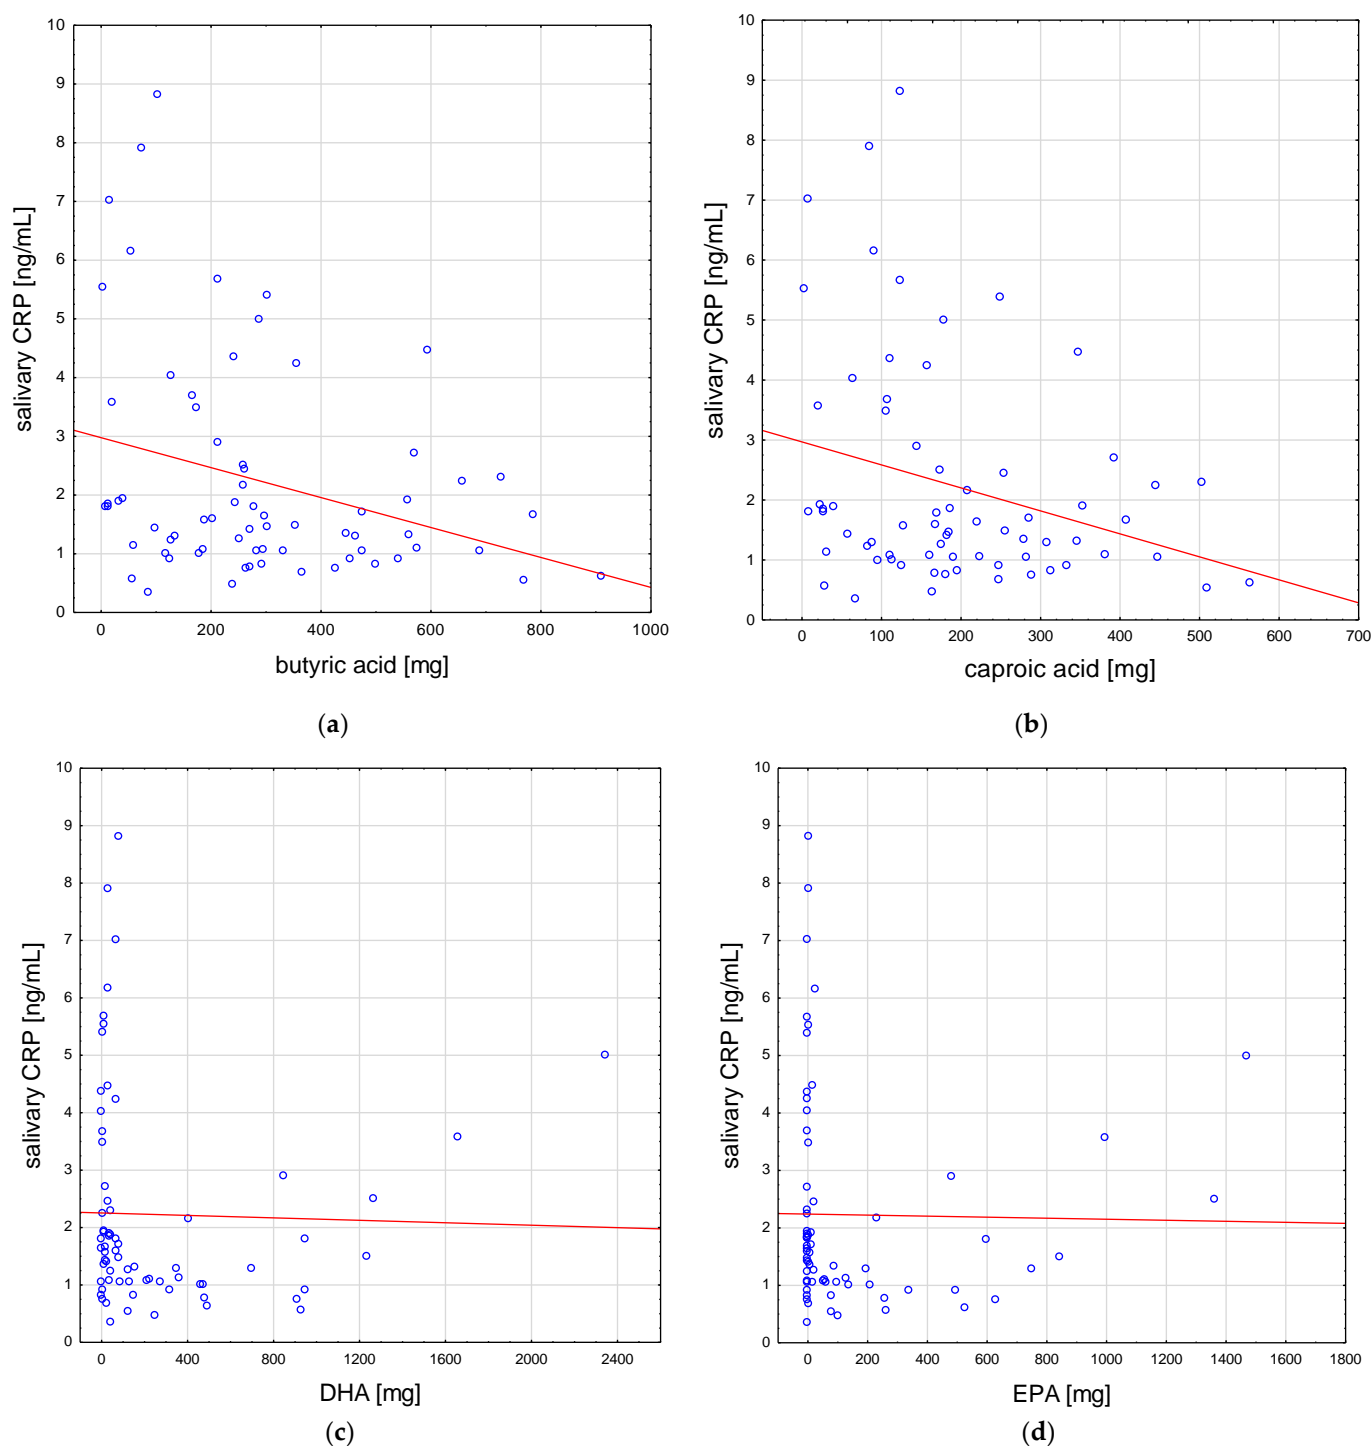 10
9
8
7
6
5
4
3
2
1
0
salivary CRP [ng/mL]
0 200 400 600 800 1000
butyric acid [mg]
(a)
10
9
8
7
6
5
4
3
2
1
0
salivary CRP [ng/mL]
0 100 200 300 400 500 600 700
caproic acid [mg]
(b)
10
9
8
7
6
5
4
3
2
1
0
salivary CRP [ng/mL]
0 400 800 1200 1600 2000 2400
DHA [mg]
(c)
10
9
8
7
6
5
4
3
2
1
0
salivary CRP [ng/mL]
0 200 400 600 800 1000 1200 1400 1600 1800
EPA [mg]
(d)